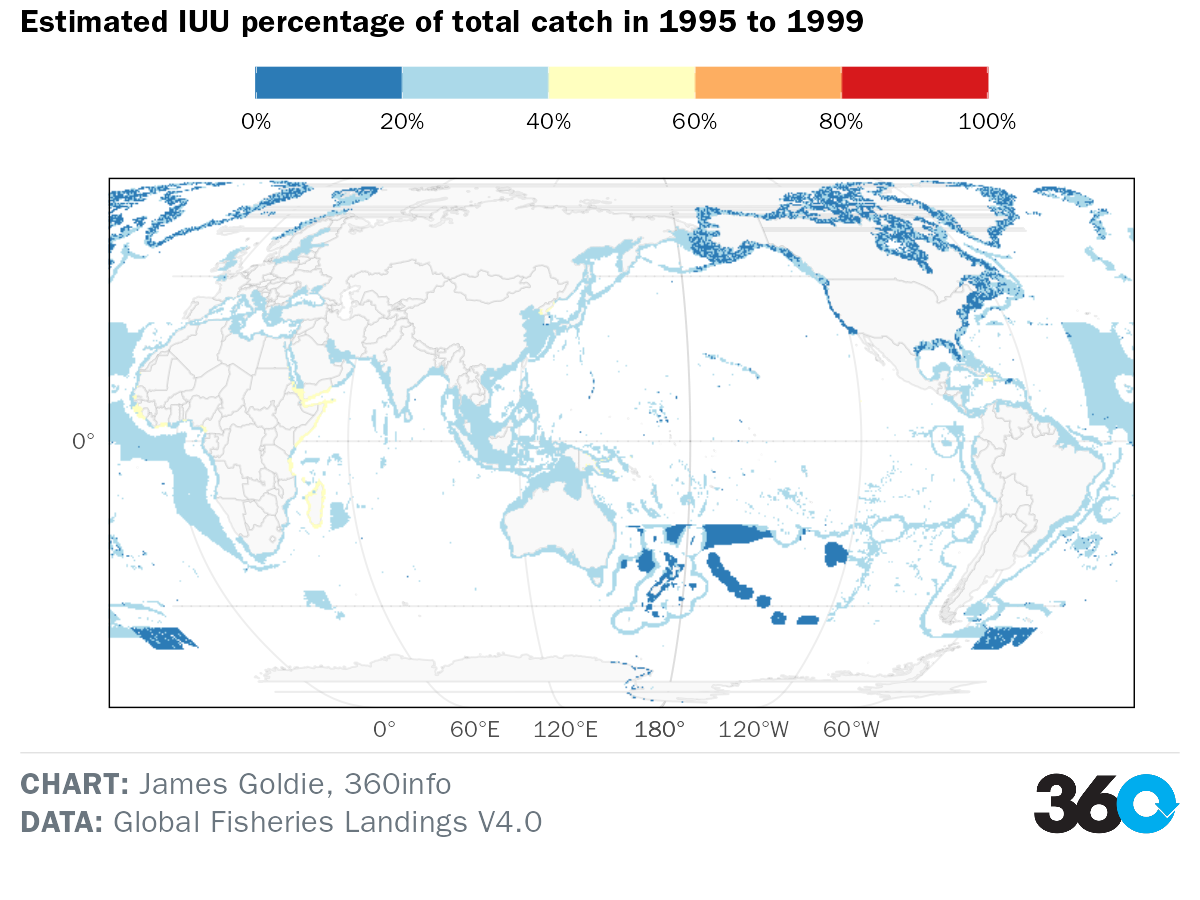 Estimated IUU percentage of total catch in 1995 to 1999
0% 20% 40% 60% 80% 100%
0°
0° 60°E 120°E 180° 120°W 60°W
CHART: James Goldie, 360info
DATA: Global Fisheries Landings V4.0
360